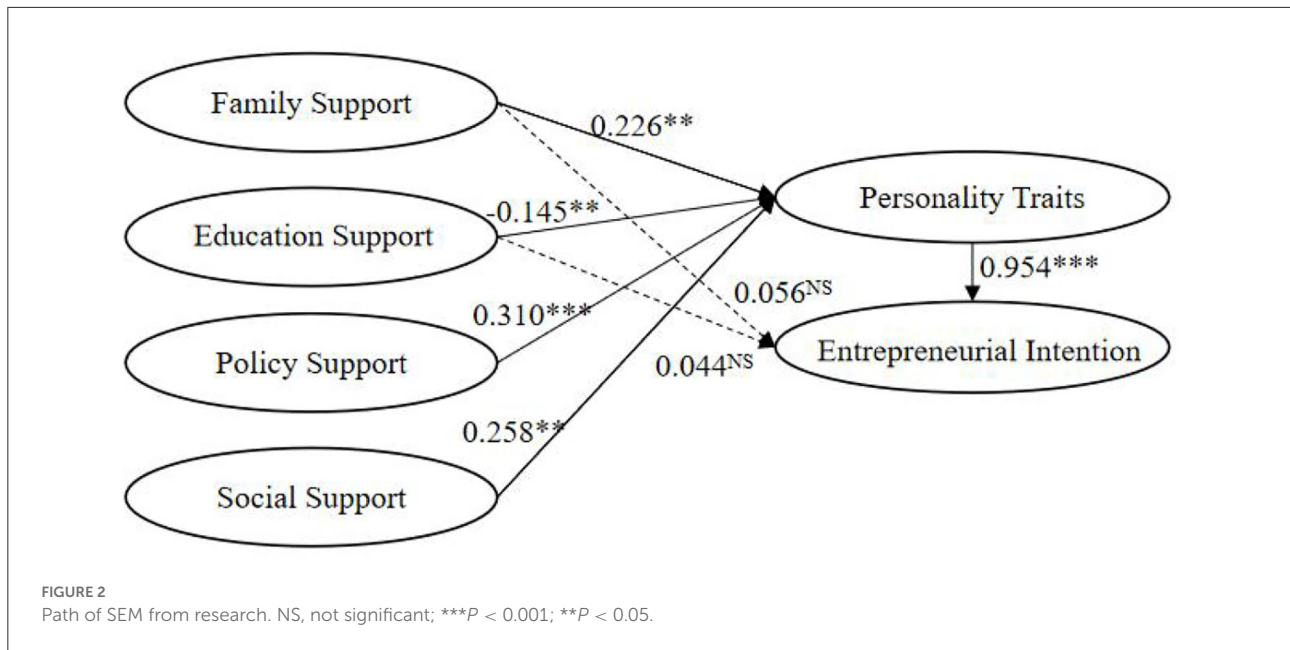 Family Support
0.226**
Personality Traits
Education Support
-0.145**
0.954***
0.056NS
0.310***
Policy Support
Entrepreneurial Intention
0.044NS
0.258**
Social Support
FIGURE 2
Path of SEM from research. NS, not significant; ***P < 0.001; **P < 0.05.